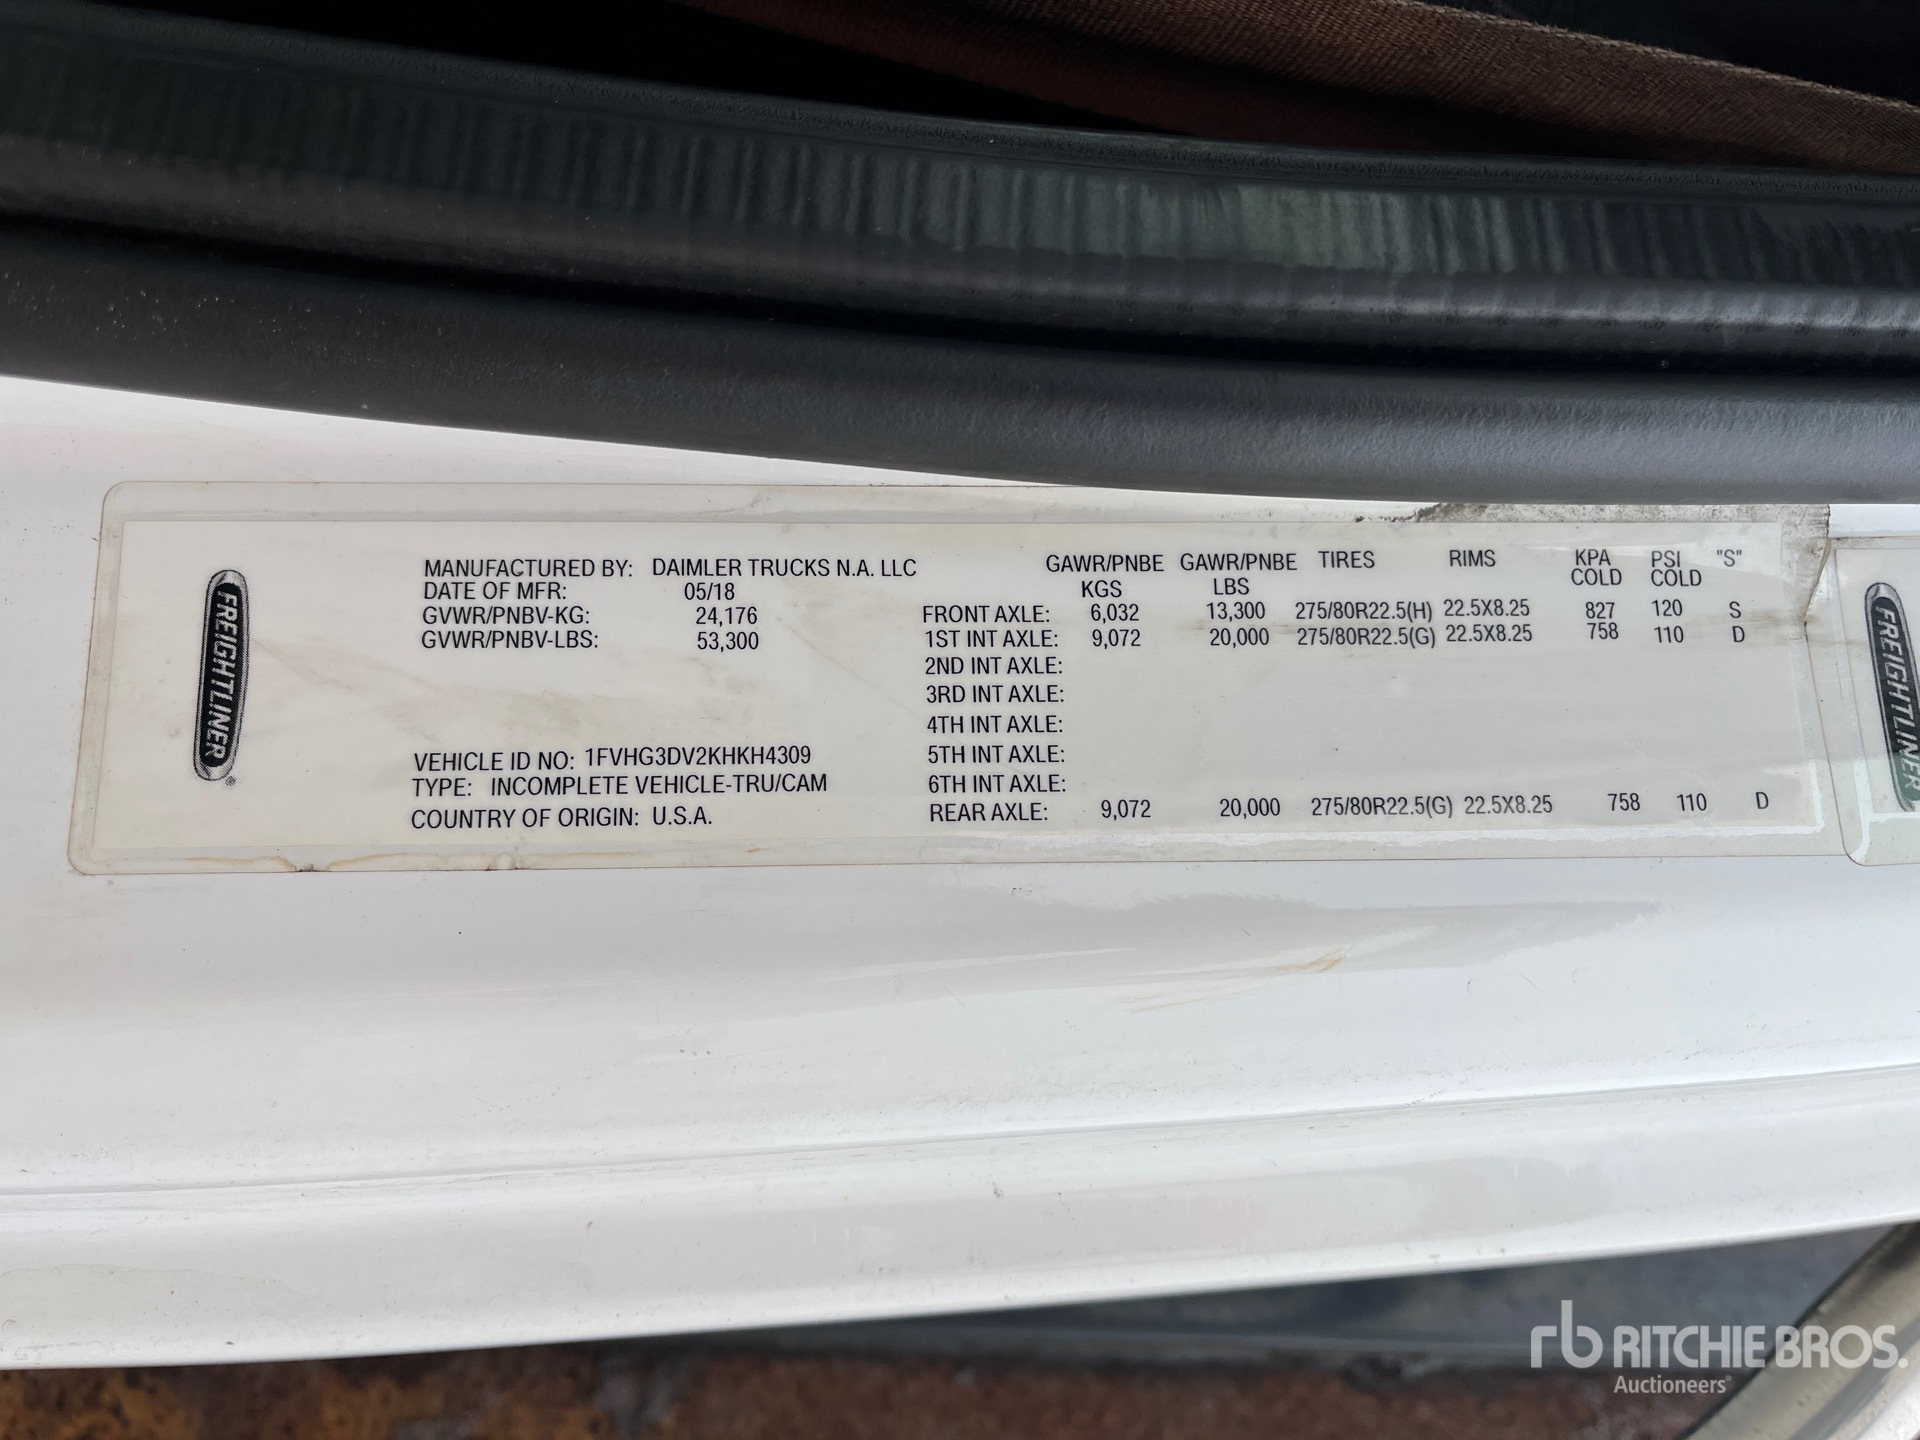 FREIGHTLINER
MANUFACTURED BY: DAIMLER TRUCKS N.A. LLC
DATE OF MFR: 05/18
GVWR/PNBV-KG: 24,176
GVWR/PNBV-LBS: 53,300
VEHICLE ID NO: 1FVHG3DV2KHKH4309
TYPE: INCOMPLETE VEHICLE-TRU/CAM
COUNTRY OF ORIGIN: U.S.A.
GAWR/PNBE GAWR/PNBE TIRES RIMS KPA PSI "S"
KGS LBS COLD COLD
FRONT AXLE: 6,032 13,300 275/80R22.5(H) 22.5X8.25 827 120 S
1ST INT AXLE: 9,072 20,000 275/80R22.5(G) 22.5X8.25 758 110 D
2ND INT AXLE:
3RD INT AXLE:
4TH INT AXLE:
5TH INT AXLE:
6TH INT AXLE:
REAR AXLE: 9,072 20,000 275/80R22.5(G) 22.5X8.25 758 110 D
FREIGHTLINER
rb RITCHIE BROS.
Auctioneers